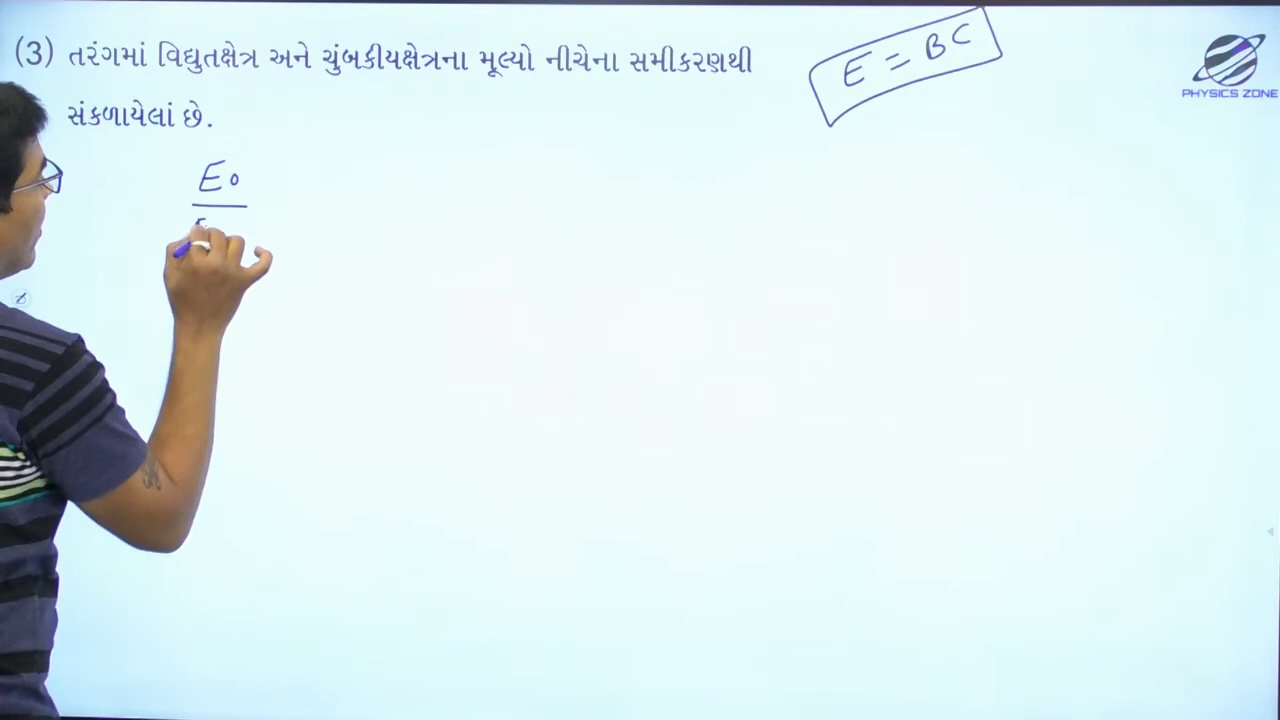 (3) તરંગમાં વિદ્યુતક્ષેત્ર અને ચુંબકીયક્ષેત્રના મૂલ્યો નીચેના સમીકરણથી
સંકળાયેલાં છે.
E = BC
PHYSICS ZONE
E0